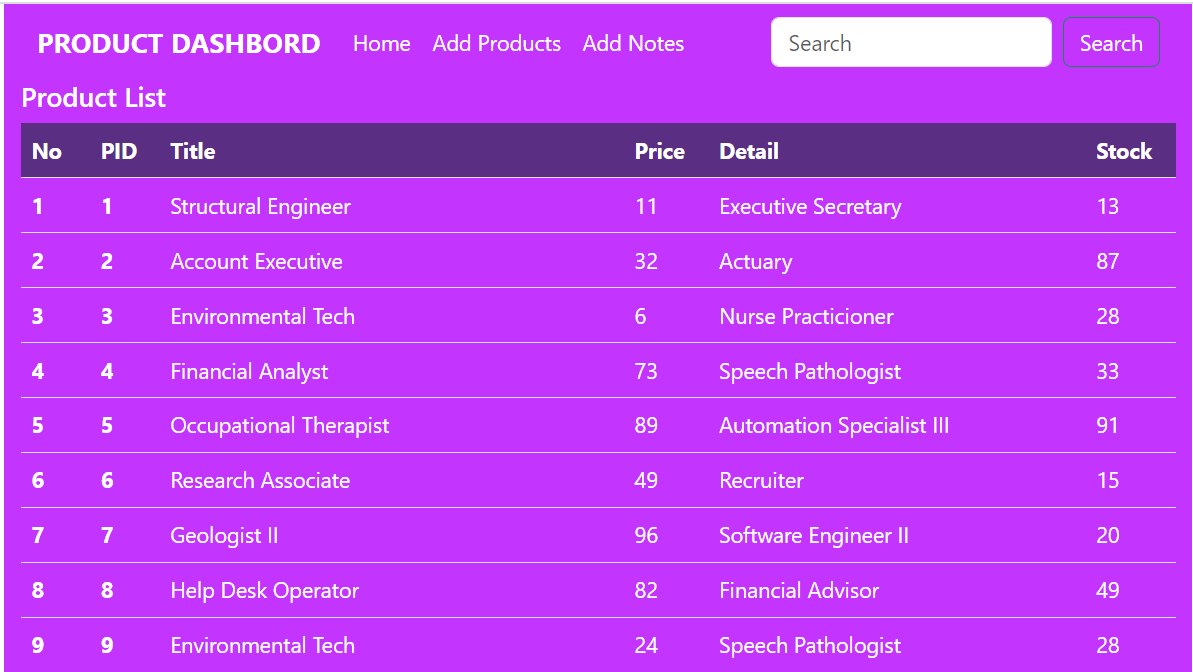 PRODUCT DASHBORD Home Add Products Add Notes Search Search
Product List
No PID Title Price Detail Stock
1 1 Structural Engineer 11 Executive Secretary 13
2 2 Account Executive 32 Actuary 87
3 3 Environmental Tech 6 Nurse Practicioner 28
4 4 Financial Analyst 73 Speech Pathologist 33
5 5 Occupational Therapist 89 Automation Specialist III 91
6 6 Research Associate 49 Recruiter 15
7 7 Geologist II 96 Software Engineer II 20
8 8 Help Desk Operator 82 Financial Advisor 49
9 9 Environmental Tech 24 Speech Pathologist 28